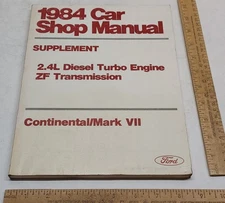 1984 Car
Shop Manual
SUPPLEMENT
2.4L Diesel Turbo Engine
ZF Transmission
Continental/Mark VII
Ford